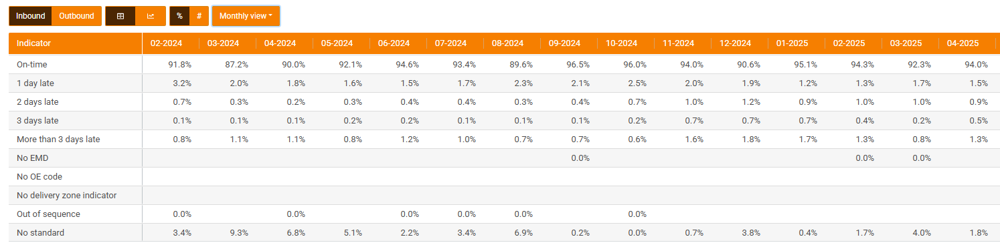 Inbound Outbound % # Monthly view
Indicator 02-2024 03-2024 04-2024 05-2024 06-2024 07-2024 08-2024 09-2024 10-2024 11-2024 12-2024 01-2025 02-2025 03-2025 04-2025
On-time 91.8% 87.2% 90.0% 92.1% 94.6% 93.4% 89.6% 96.5% 96.0% 94.0% 90.6% 95.1% 94.3% 92.3% 94.0%
1 day late 3.2% 2.0% 1.8% 1.6% 1.5% 1.7% 2.3% 2.1% 2.5% 2.0% 1.9% 1.2% 1.3% 1.7% 1.5%
2 days late 0.7% 0.3% 0.2% 0.3% 0.4% 0.4% 0.3% 0.4% 0.7% 1.0% 1.2% 0.9% 1.0% 1.0% 0.9%
3 days late 0.1% 0.1% 0.1% 0.2% 0.2% 0.1% 0.1% 0.1% 0.2% 0.7% 0.7% 0.7% 0.4% 0.2% 0.5%
More than 3 days late 0.8% 1.1% 1.1% 0.8% 1.2% 1.0% 0.7% 0.7% 0.6% 1.6% 1.8% 1.7% 1.3% 0.8% 1.3%
No EMD 0.0% 0.0% 0.0%
No OE code
No delivery zone indicator
Out of sequence 0.0% 0.0% 0.0% 0.0% 0.0% 0.0%
No standard 3.4% 9.3% 6.8% 5.1% 2.2% 3.4% 6.9% 0.2% 0.0% 0.7% 3.8% 0.4% 1.7% 4.0% 1.8%